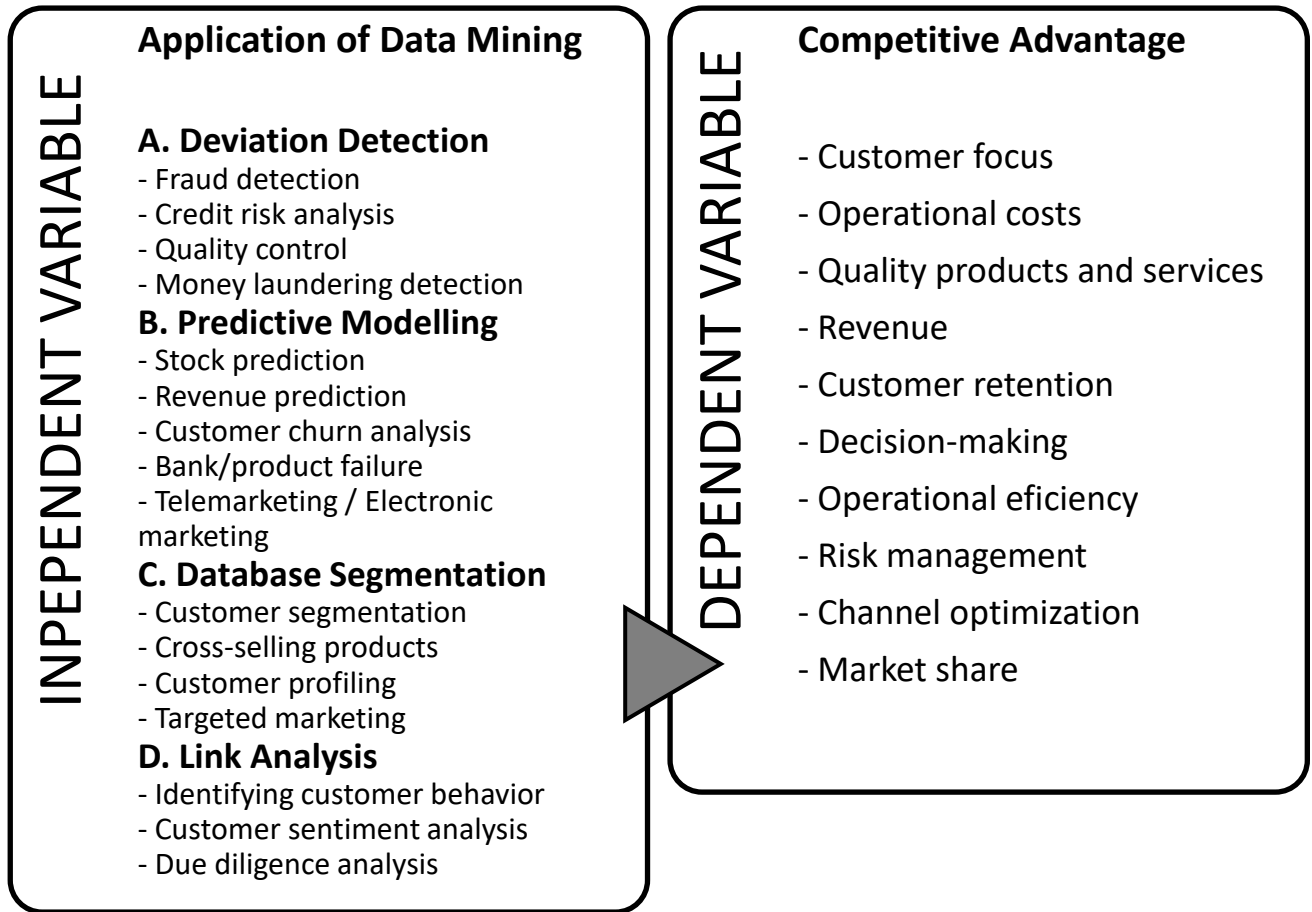 INPEPENDENT VARIABLE
Application of Data Mining
A. Deviation Detection
- Fraud detection
- Credit risk analysis
- Quality control
- Money laundering detection
B. Predictive Modelling
- Stock prediction
- Revenue prediction
- Customer churn analysis
- Bank/product failure
- Telemarketing / Electronic
marketing
C. Database Segmentation
- Customer segmentation
- Cross-selling products
- Customer profiling
- Targeted marketing
D. Link Analysis
- Identifying customer behavior
- Customer sentiment analysis
- Due diligence analysis
DEPENDENT VARIABLE
Competitive Advantage
- Customer focus
- Operational costs
- Quality products and services
- Revenue
- Customer retention
- Decision-making
- Operational eficiency
- Risk management
- Channel optimization
- Market share